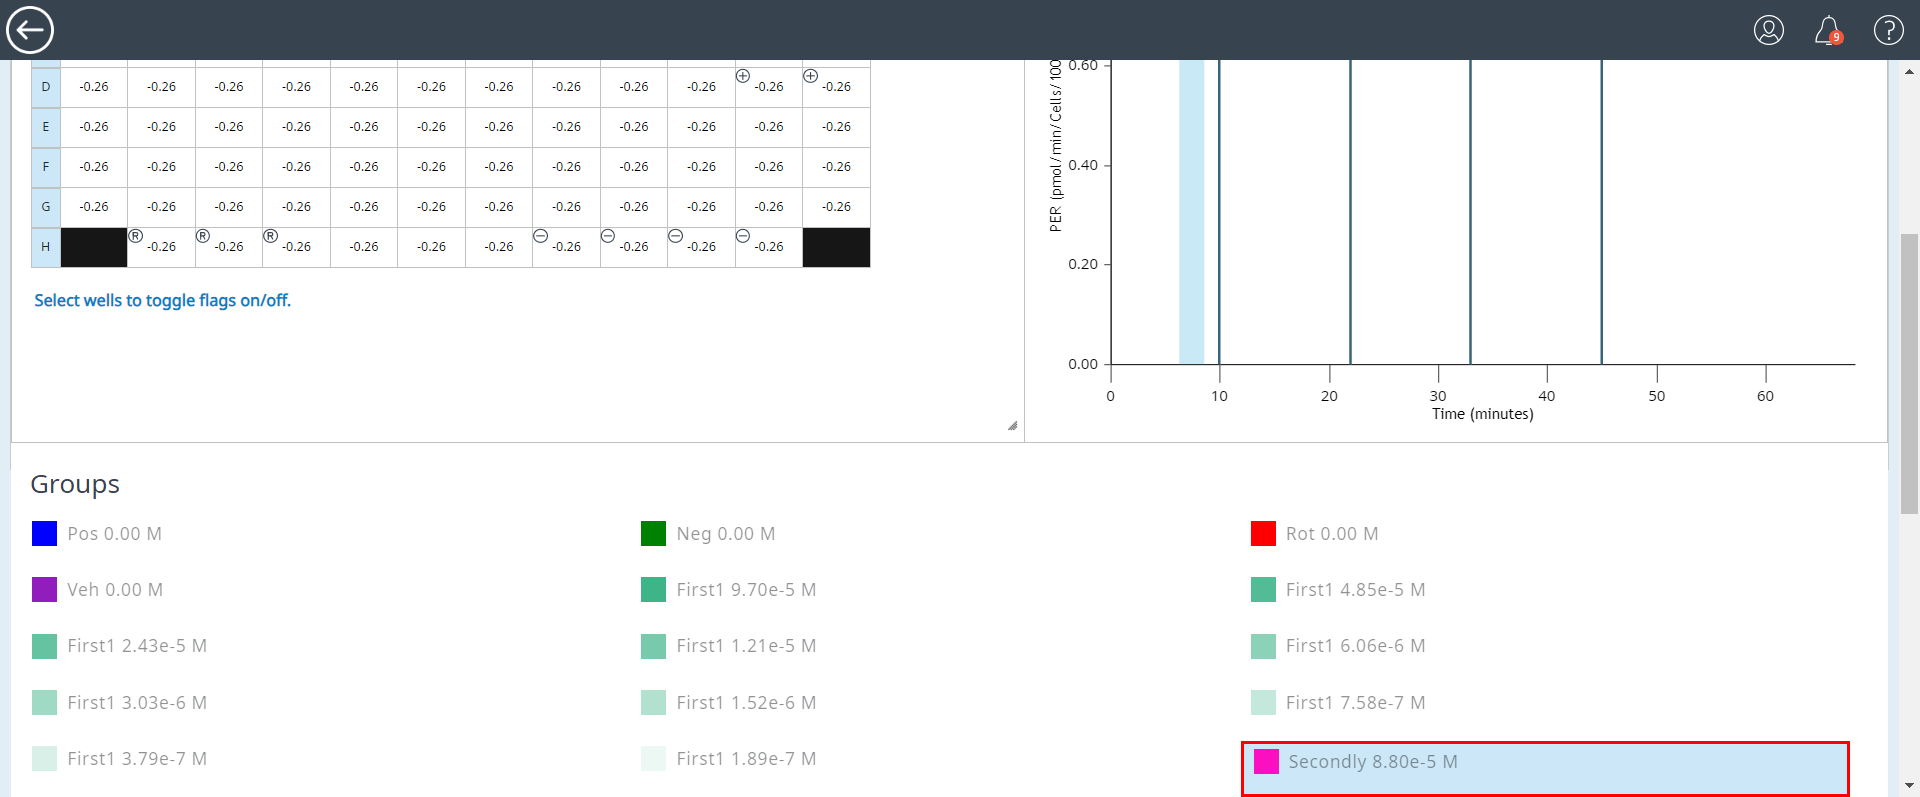 9
D -0.26 -0.26 -0.26 -0.26 -0.26 -0.26 -0.26 -0.26 -0.26 -0.26 + -0.26 + -0.26
E -0.26 -0.26 -0.26 -0.26 -0.26 -0.26 -0.26 -0.26 -0.26 -0.26 -0.26 -0.26
F -0.26 -0.26 -0.26 -0.26 -0.26 -0.26 -0.26 -0.26 -0.26 -0.26 -0.26 -0.26
G -0.26 -0.26 -0.26 -0.26 -0.26 -0.26 -0.26 -0.26 -0.26 -0.26 -0.26 -0.26
H R -0.26 R -0.26 R -0.26 -0.26 -0.26 -0.26 − -0.26 − -0.26 − -0.26 − -0.26
Select wells to toggle flags on/off.
PER (pmol/min/Cells/100
0.60
0.40
0.20
0.00
0 10 20 30 40 50 60
Time (minutes)
Groups
Pos 0.00 M Neg 0.00 M Rot 0.00 M
Veh 0.00 M First1 9.70e-5 M First1 4.85e-5 M
First1 2.43e-5 M First1 1.21e-5 M First1 6.06e-6 M
First1 3.03e-6 M First1 1.52e-6 M First1 7.58e-7 M
First1 3.79e-7 M First1 1.89e-7 M Secondly 8.80e-5 M